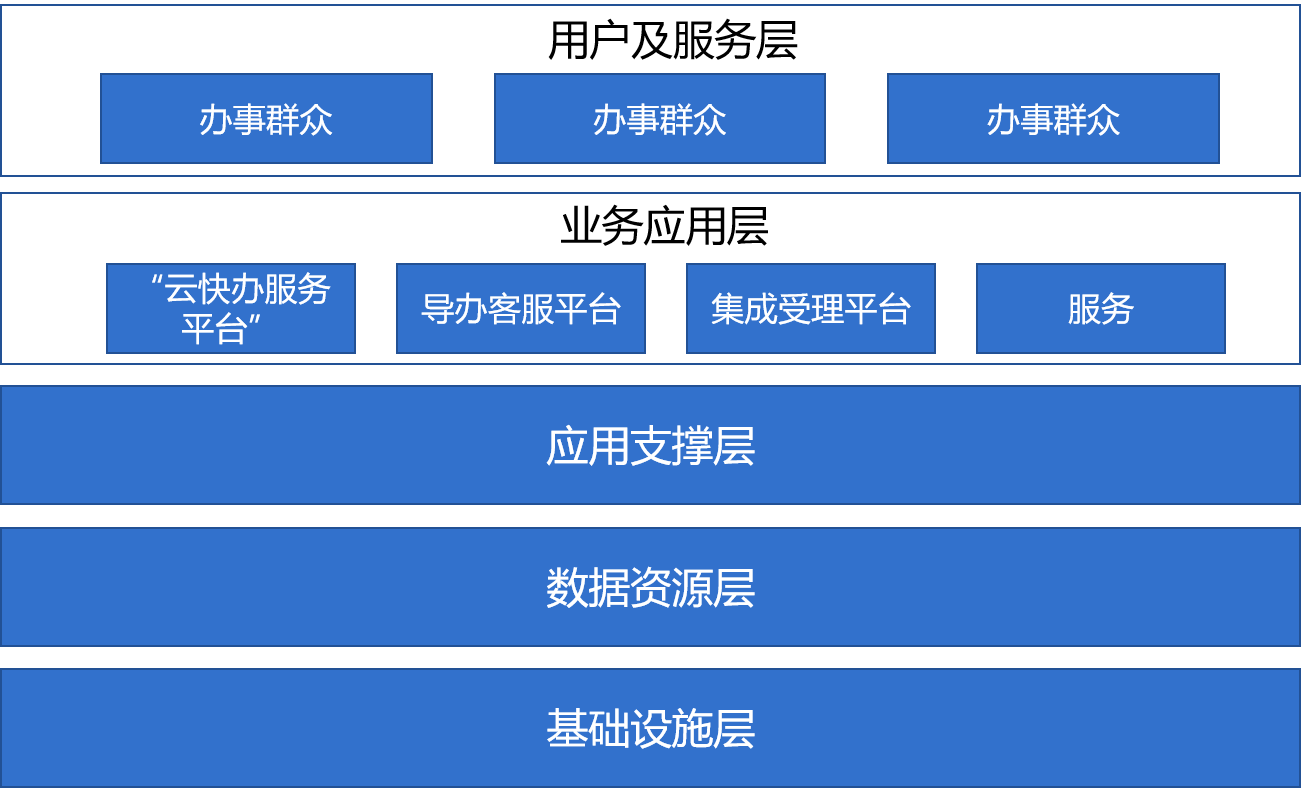 用户及服务层
办事群众
办事群众
办事群众
业务应用层
“云快办服务
平台”
导办客服平台
集成受理平台
服务
应用支撑层
数据资源层
基础设施层